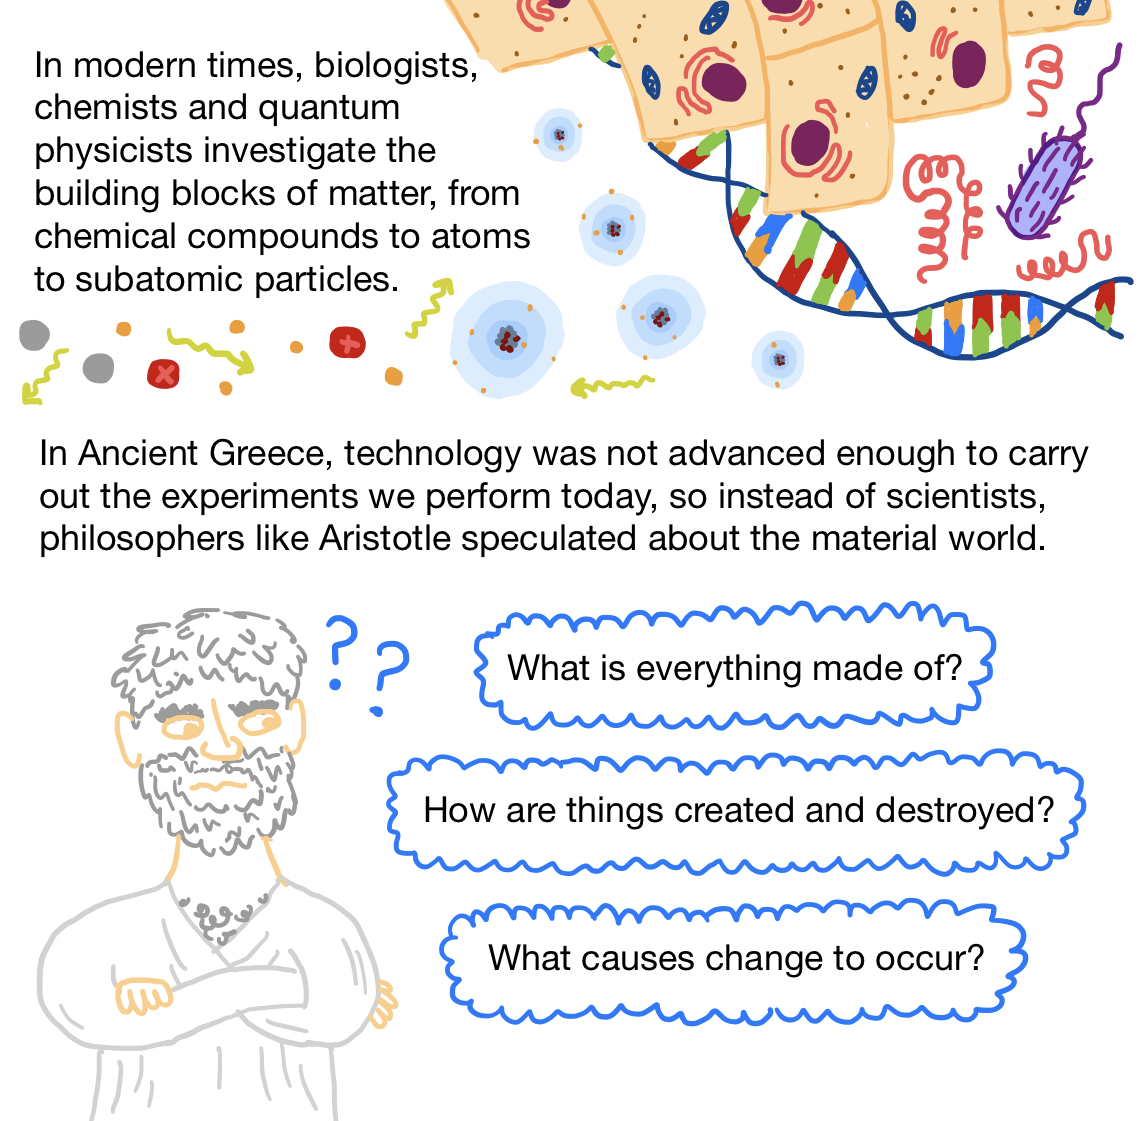 In modern times, biologists,
chemists and quantum
physicists investigate the
building blocks of matter, from
chemical compounds to atoms
to subatomic particles.
In Ancient Greece, technology was not advanced enough to carry
out the experiments we perform today, so instead of scientists,
philosophers like Aristotle speculated about the material world.
? ?
What is everything made of?
How are things created and destroyed?
What causes change to occur?